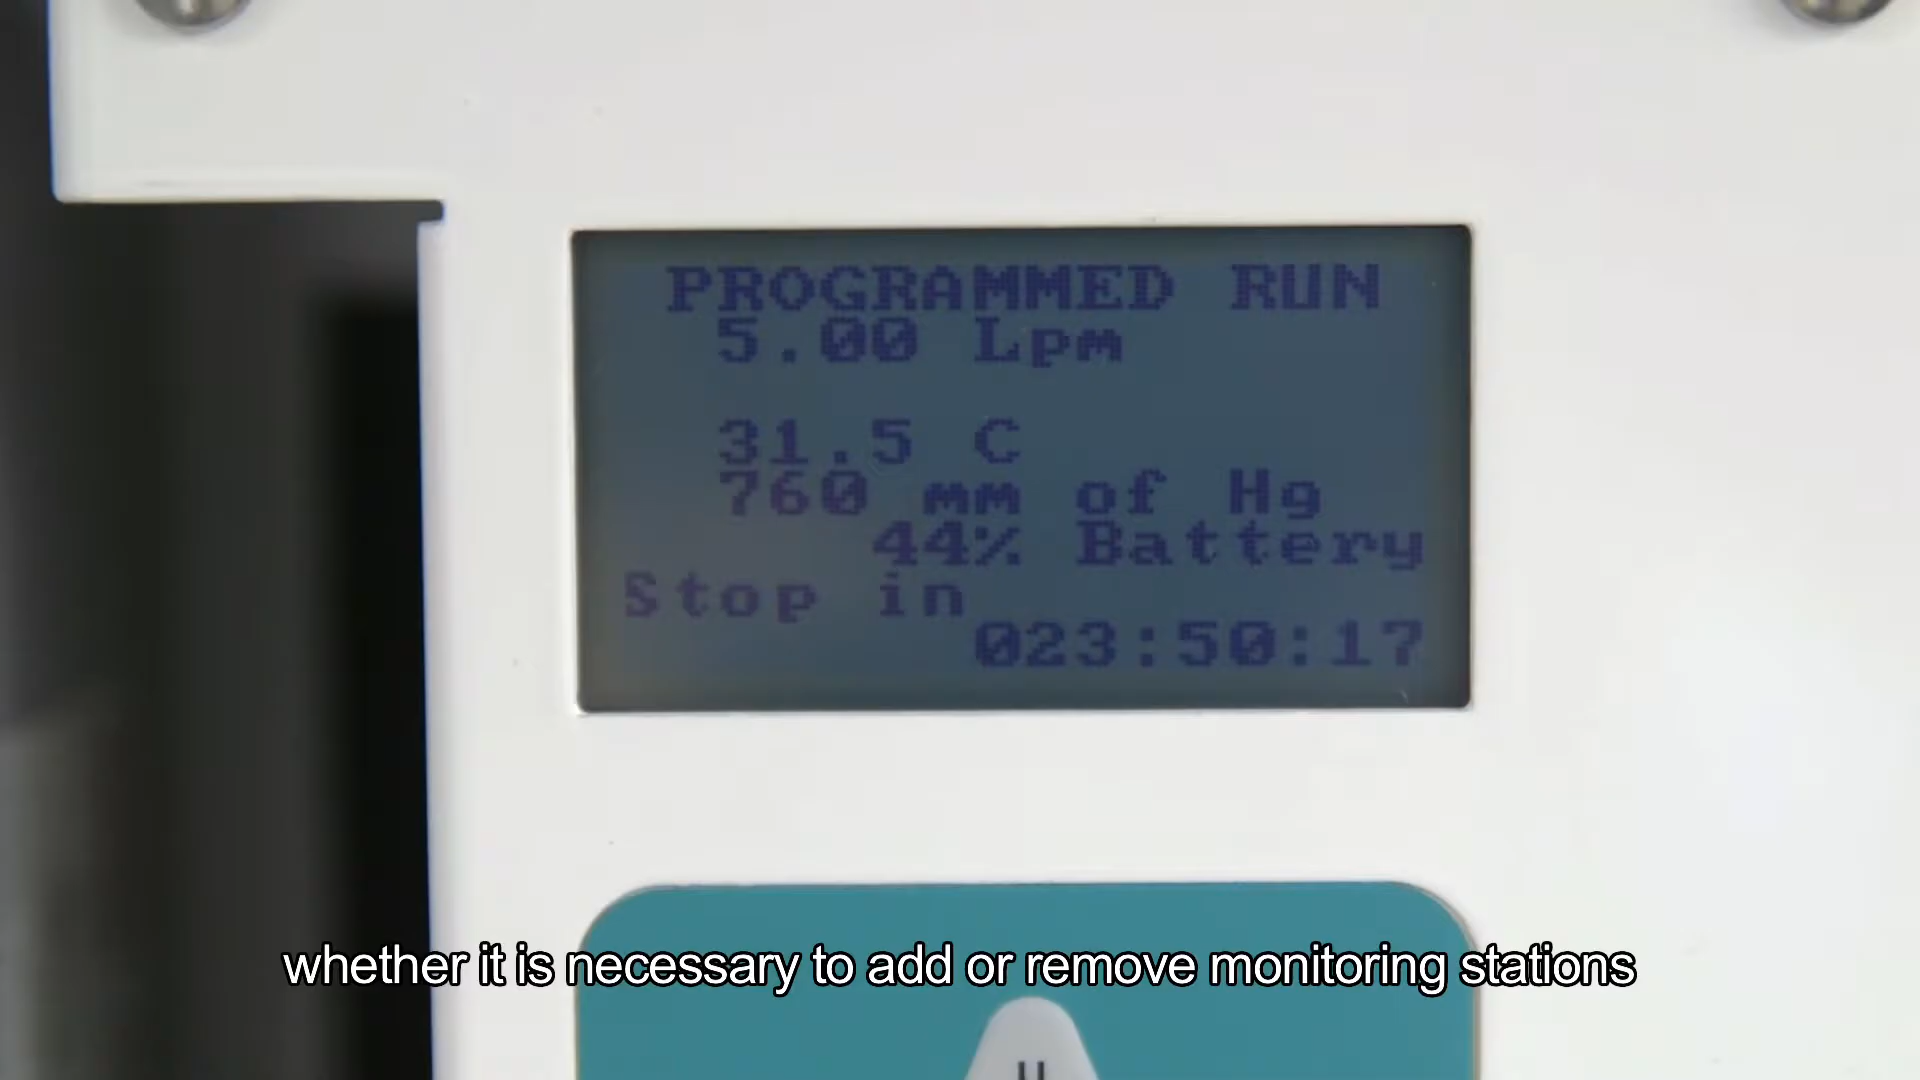 PROGRAMMED RUN
5.00 Lpm
31.5 C
760 mm of Hg
44% Battery
Stop in
023:50:17
whether it is necessary to add or remove monitoring stations